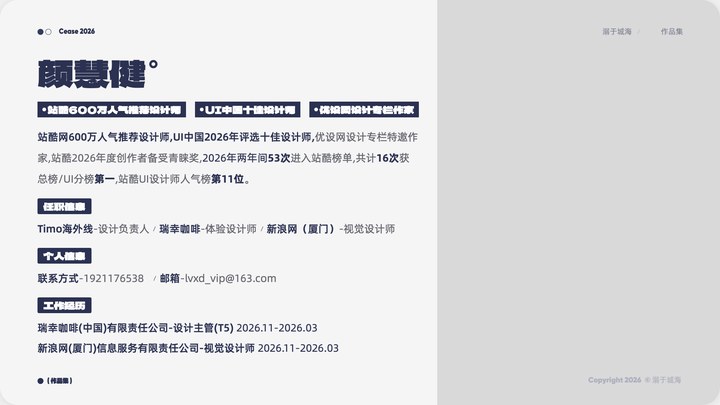 Cease 2026
溺于城海 / 作品集
颜慧健°
•站酷600万人气推荐设计师 •UI中国十佳设计师 •优设网设计专栏作家
站酷网600万人气推荐设计师,UI中国2026年评选十佳设计师,优设网设计专栏特邀作
家,站酷2026年度创作者备受青睐奖,2026年两年间53次进入站酷榜单,共计16次获
总榜/UI分榜第一,站酷UI设计师人气榜第11位。
任职信息
Timo海外线-设计负责人 / 瑞幸咖啡-体验设计师 / 新浪网（厦门）-视觉设计师
个人信息
联系方式-1921176538 / 邮箱-lvxd_vip@163.com
工作经历
瑞幸咖啡(中国)有限责任公司-设计主管(T5) 2026.11-2026.03
新浪网(厦门)信息服务有限责任公司-视觉设计师 2026.11-2026.03
(作品集)
Copyright 2026 ® 溺于城海